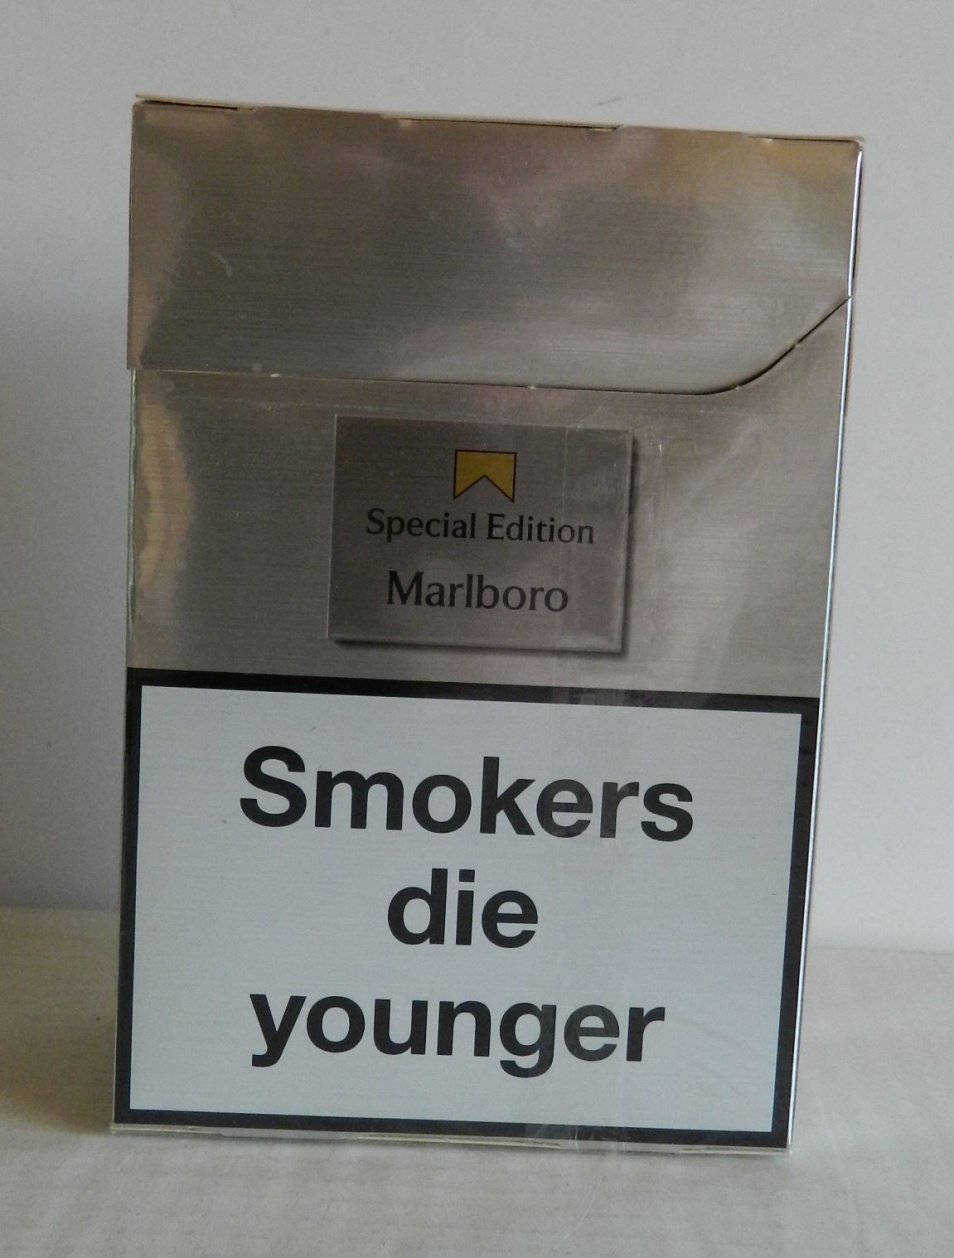 Special Edition
Marlboro
Smokers
die
younger